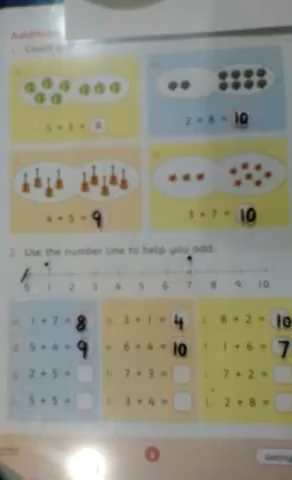 Addition
Count
5 + 3 = 8
2 + 8 = 10
4 + 5 = 9
3 + 7 = 10
2. Use the number line to help you add.
0 1 2 3 4 5 6 7 8 9 10
a. 1 + 7 = 8 b. 3 + 1 = 4 c. 8 + 2 = 10
d. 5 + 4 = 9 e. 6 + 4 = 10 f. 1 + 6 = 7
g. 2 + 5 = h. 7 + 3 = i. 7 + 2 =
j. 5 + 5 = k. 3 + 4 = l. 2 + 8 =
5